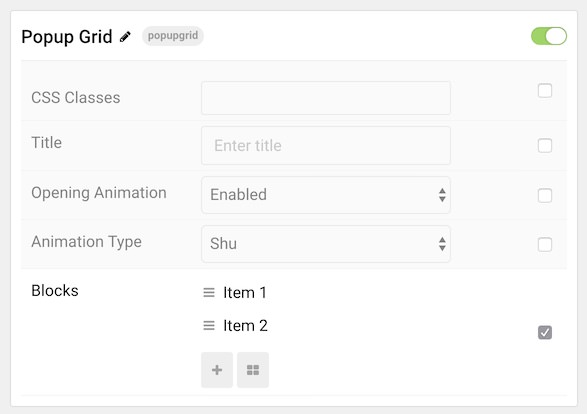 Popup Grid popupgrid
CSS Classes
Title Enter title
Opening Animation Enabled
Animation Type Shu
Blocks Item 1
Item 2